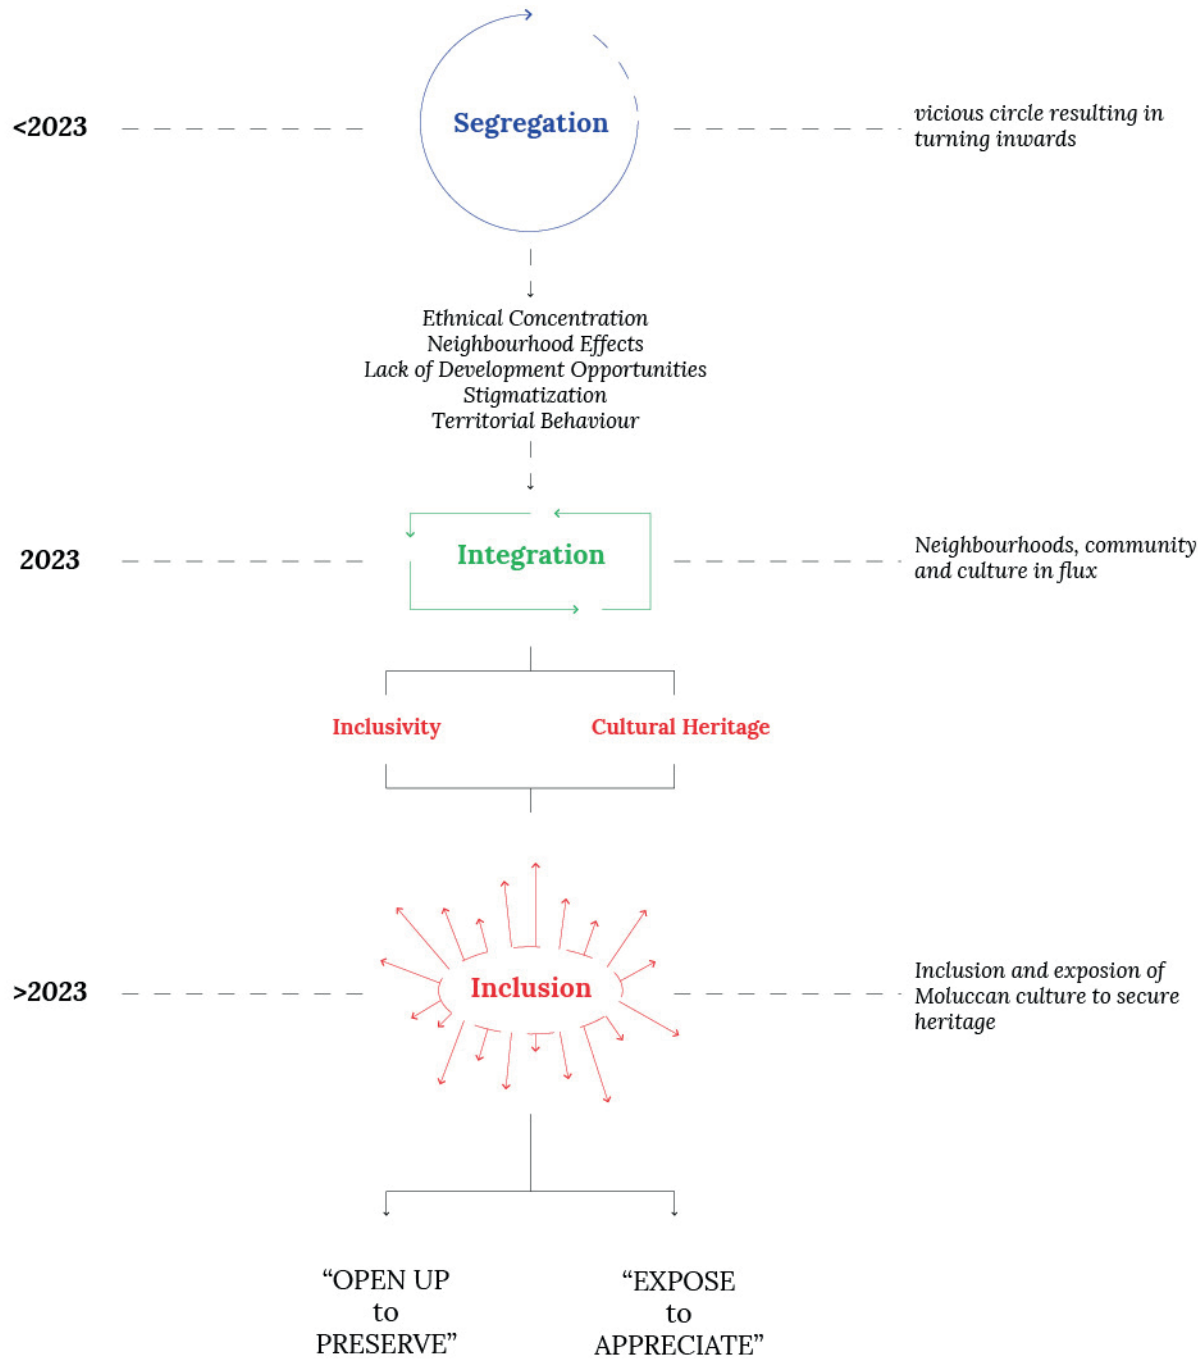 <2023
Segregation
vicious circle resulting in
turning inwards
Ethnical Concentration
Neighbourhood Effects
Lack of Development Opportunities
Stigmatization
Territorial Behaviour
2023
Integration
Neighbourhoods, community
and culture in flux
Inclusivity
Cultural Heritage
>2023
Inclusion
Inclusion and exposion of
Moluccan culture to secure
heritage
“OPEN UP
to
PRESERVE”
“EXPOSE
to
APPRECIATE”